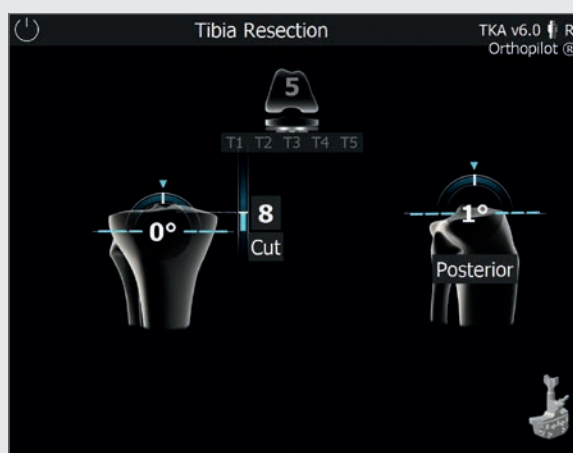 Tibia Resection
TKA v6.0 R
Orthopilot ®
5
T1 T2 T3 T4 T5
0°
8
Cut
1°
Posterior